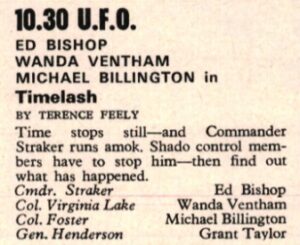 10.30 U.F.O.
ED BISHOP
WANDA VENTHAM
MICHAEL BILLINGTON in
Timelash
BY TERENCE FEELY
Time stops still—and Commander
Straker runs amok. Shado control mem-
bers have to stop him—then find out
what has happened.
Cmdr. Straker Ed Bishop
Col. Virginia Lake Wanda Ventham
Col. Foster Michael Billington
Gen. Henderson Grant Taylor